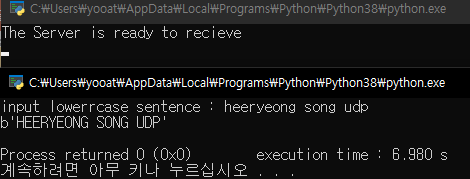 C:₩Users₩yooat₩AppData₩Local₩Programs₩Python₩Python38₩python.exe
The Server is ready to recieve
C:₩Users₩yooat₩AppData₩Local₩Programs₩Python₩Python38₩python.exe
input lowerrcase sentence : heeryeong song udp
b'HEERYEONG SONG UDP'
Process returned 0 (0x0) execution time : 6.980 s
계속하려면 아무 키나 누르십시오 . . .